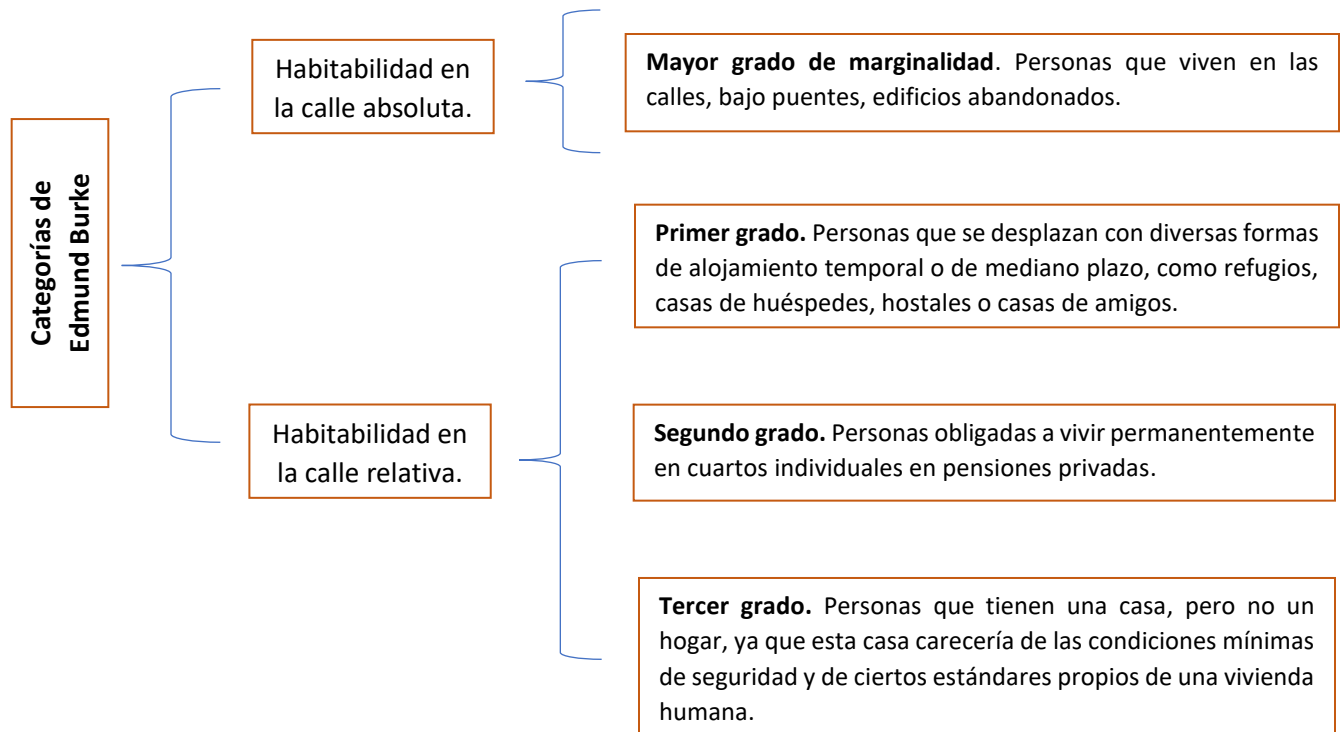 Categorías de
Edmund Burke
Habitabilidad en
la calle absoluta.
Mayor grado de marginalidad. Personas que viven en las
calles, bajo puentes, edificios abandonados.
Habitabilidad en
la calle relativa.
Primer grado. Personas que se desplazan con diversas formas
de alojamiento temporal o de mediano plazo, como refugios,
casas de huéspedes, hostales o casas de amigos.
Segundo grado. Personas obligadas a vivir permanentemente
en cuartos individuales en pensiones privadas.
Tercer grado. Personas que tienen una casa, pero no un
hogar, ya que esta casa carecería de las condiciones mínimas
de seguridad y de ciertos estándares propios de una vivienda
humana.